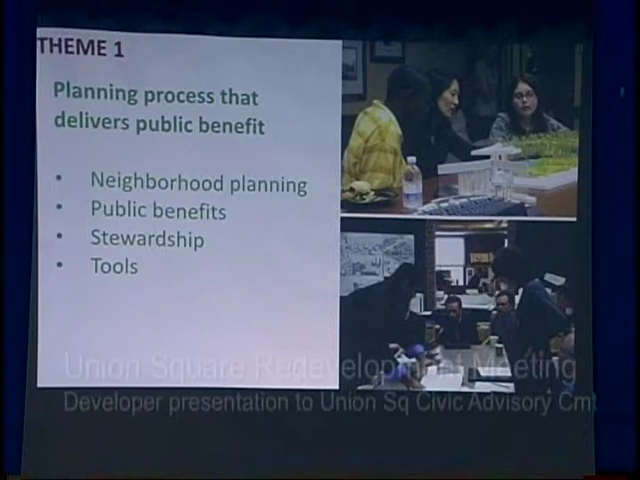 THEME 1
Planning process that
delivers public benefit
• Neighborhood planning
• Public benefits
• Stewardship
• Tools
Union Square Redevelopment Meeting
Developer presentation to Union Sq Civic Advisory Cmt